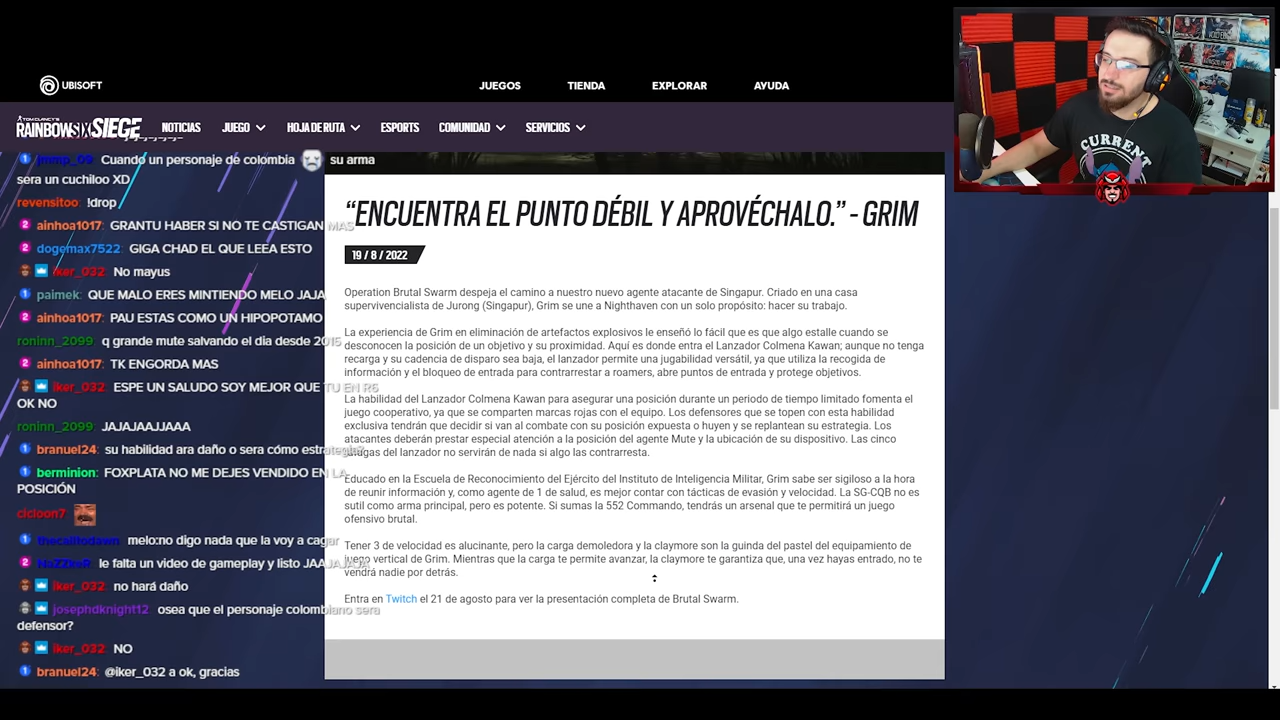 UBISOFT
JUEGOS
TIENDA
EXPLORAR
AYUDA
TOM CLANCY'S
RAINBOWSIX SIEGE
NOTICIAS
JUEGO
HOJA DE RUTA
ESPORTS
COMUNIDAD
SERVICIOS
CURRENT
jmmp_09: Cuando un personaje de colombia su arma
sera un cuchiloo XD
revensitoo: !drop
ainhoa1017: GRANTU HABER SI NO TE CASTIGAN MAS
dogemax7522: GIGA CHAD EL QUE LEEA ESTO
iker_032: No mayus
paimek: QUE MALO ERES MINTIENDO MELO JAJA
ainhoa1017: PAU ESTAS COMO UN HIPOPOTAMO
roninn_2099: q grande mute salvando el dia desde 2015
ainhoa1017: TK ENGORDA MAS
iker_032: ESPE UN SALUDO SOY MEJOR QUE TU EN R6
OK NO
roninn_2099: JAJAJAAJJAAA
branuel24: su habilidad ara daño o sera cómo estrategia?
berminion: FOXPLATA NO ME DEJES VENDIDO EN LA
POSICIÓN
cicloon7:
thecalltodawn: melo:no digo nada que la voy a cagar
NaZZkeR: le falta un video de gameplay y listo JAAJAJAJA
iker_032: no hará daño
josephdknight12: osea que el personaje colombiano sera
defensor?
iker_032: NO
branuel24: @iker_032 a ok, gracias
“ENCUENTRA EL PUNTO DÉBIL Y APROVÉCHALO.” - GRIM
19 / 8 / 2022
Operation Brutal Swarm despeja el camino a nuestro nuevo agente atacante de Singapur. Criado en una casa
supervivencialista de Jurong (Singapur), Grim se une a Nighthaven con un solo propósito: hacer su trabajo.
La experiencia de Grim en eliminación de artefactos explosivos le enseñó lo fácil que es que algo estalle cuando se
desconocen la posición de un objetivo y su proximidad. Aquí es donde entra el Lanzador Colmena Kawan; aunque no tenga
recarga y su cadencia de disparo sea baja, el lanzador permite una jugabilidad versátil, ya que utiliza la recogida de
información y el bloqueo de entrada para contrarrestar a roamers, abre puntos de entrada y protege objetivos.
La habilidad del Lanzador Colmena Kawan para asegurar una posición durante un periodo de tiempo limitado fomenta el
juego cooperativo, ya que se comparten marcas rojas con el equipo. Los defensores que se topen con esta habilidad
exclusiva tendrán que decidir si van al combate con su posición expuesta o huyen y se replantean su estrategia. Los
atacantes deberán prestar especial atención a la posición del agente Mute y la ubicación de su dispositivo. Las cinco
cargas del lanzador no servirán de nada si algo las contrarresta.
Educado en la Escuela de Reconocimiento del Ejército del Instituto de Inteligencia Militar, Grim sabe ser sigiloso a la hora
de reunir información y, como agente de 1 de salud, es mejor contar con tácticas de evasión y velocidad. La SG-CQB no es
sutil como arma principal, pero es potente. Si sumas la 552 Commando, tendrás un arsenal que te permitirá un juego
ofensivo brutal.
Tener 3 de velocidad es alucinante, pero la carga demoledora y la claymore son la guinda del pastel del equipamiento de
juego vertical de Grim. Mientras que la carga te permite avanzar, la claymore te garantiza que, una vez hayas entrado, no te
vendrá nadie por detrás.
Entra en Twitch el 21 de agosto para ver la presentación completa de Brutal Swarm.